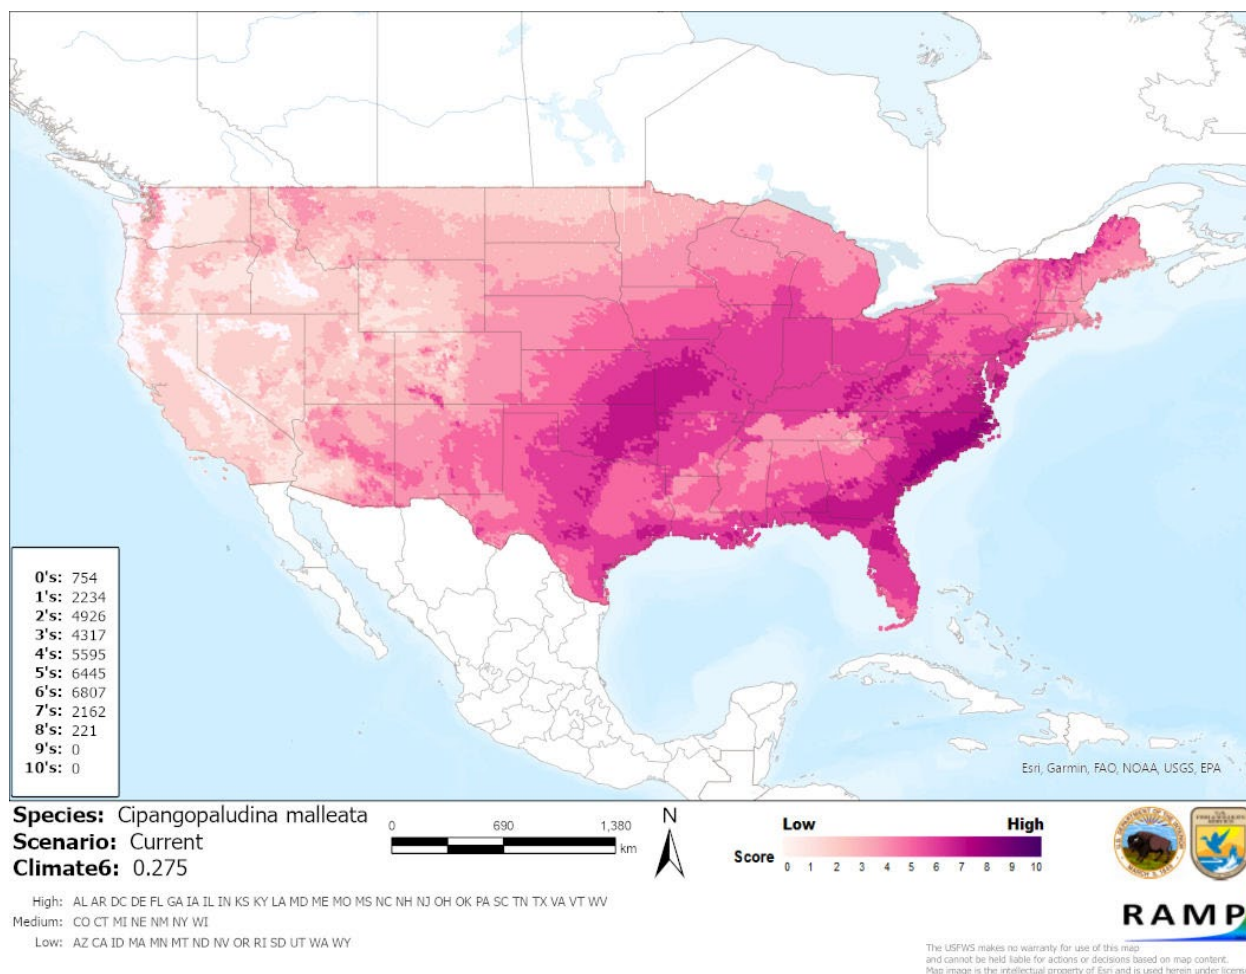 0's: 754
1's: 2234
2's: 4926
3's: 4317
4's: 5595
5's: 6445
6's: 6807
7's: 2162
8's: 221
9's: 0
10's: 0
Esri, Garmin, FAO, NOAA, USGS, EPA
Species: Cipangopaludina malleata
Scenario: Current
Climate6: 0.275
0 690 1,380
km
N
Low High
Score 0 1 2 3 4 5 6 7 8 9 10
High: AL AR DC DE FL GA IA IL IN KS KY LA MD ME MO MS NC NH NJ OH OK PA SC TN TX VA VT WV
Medium: CO CT MI NE NM NY WI
Low: AZ CA ID MA MN MT ND NV OR RI SD UT WA WY
RAMP
The USFWS makes no warranty for use of this map
and cannot be held liable for actions or decisions based on map content.
Map image is the intellectual property of Esri and is used herein under license